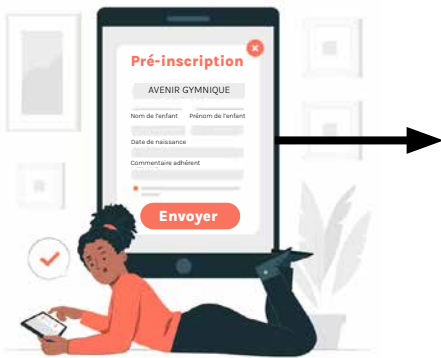 Pré-inscription
AVENIR GYMNIQUE
Nom de l'enfant Prénom de l'enfant
Date de naissance
Commentaire adhérent
Envoyer